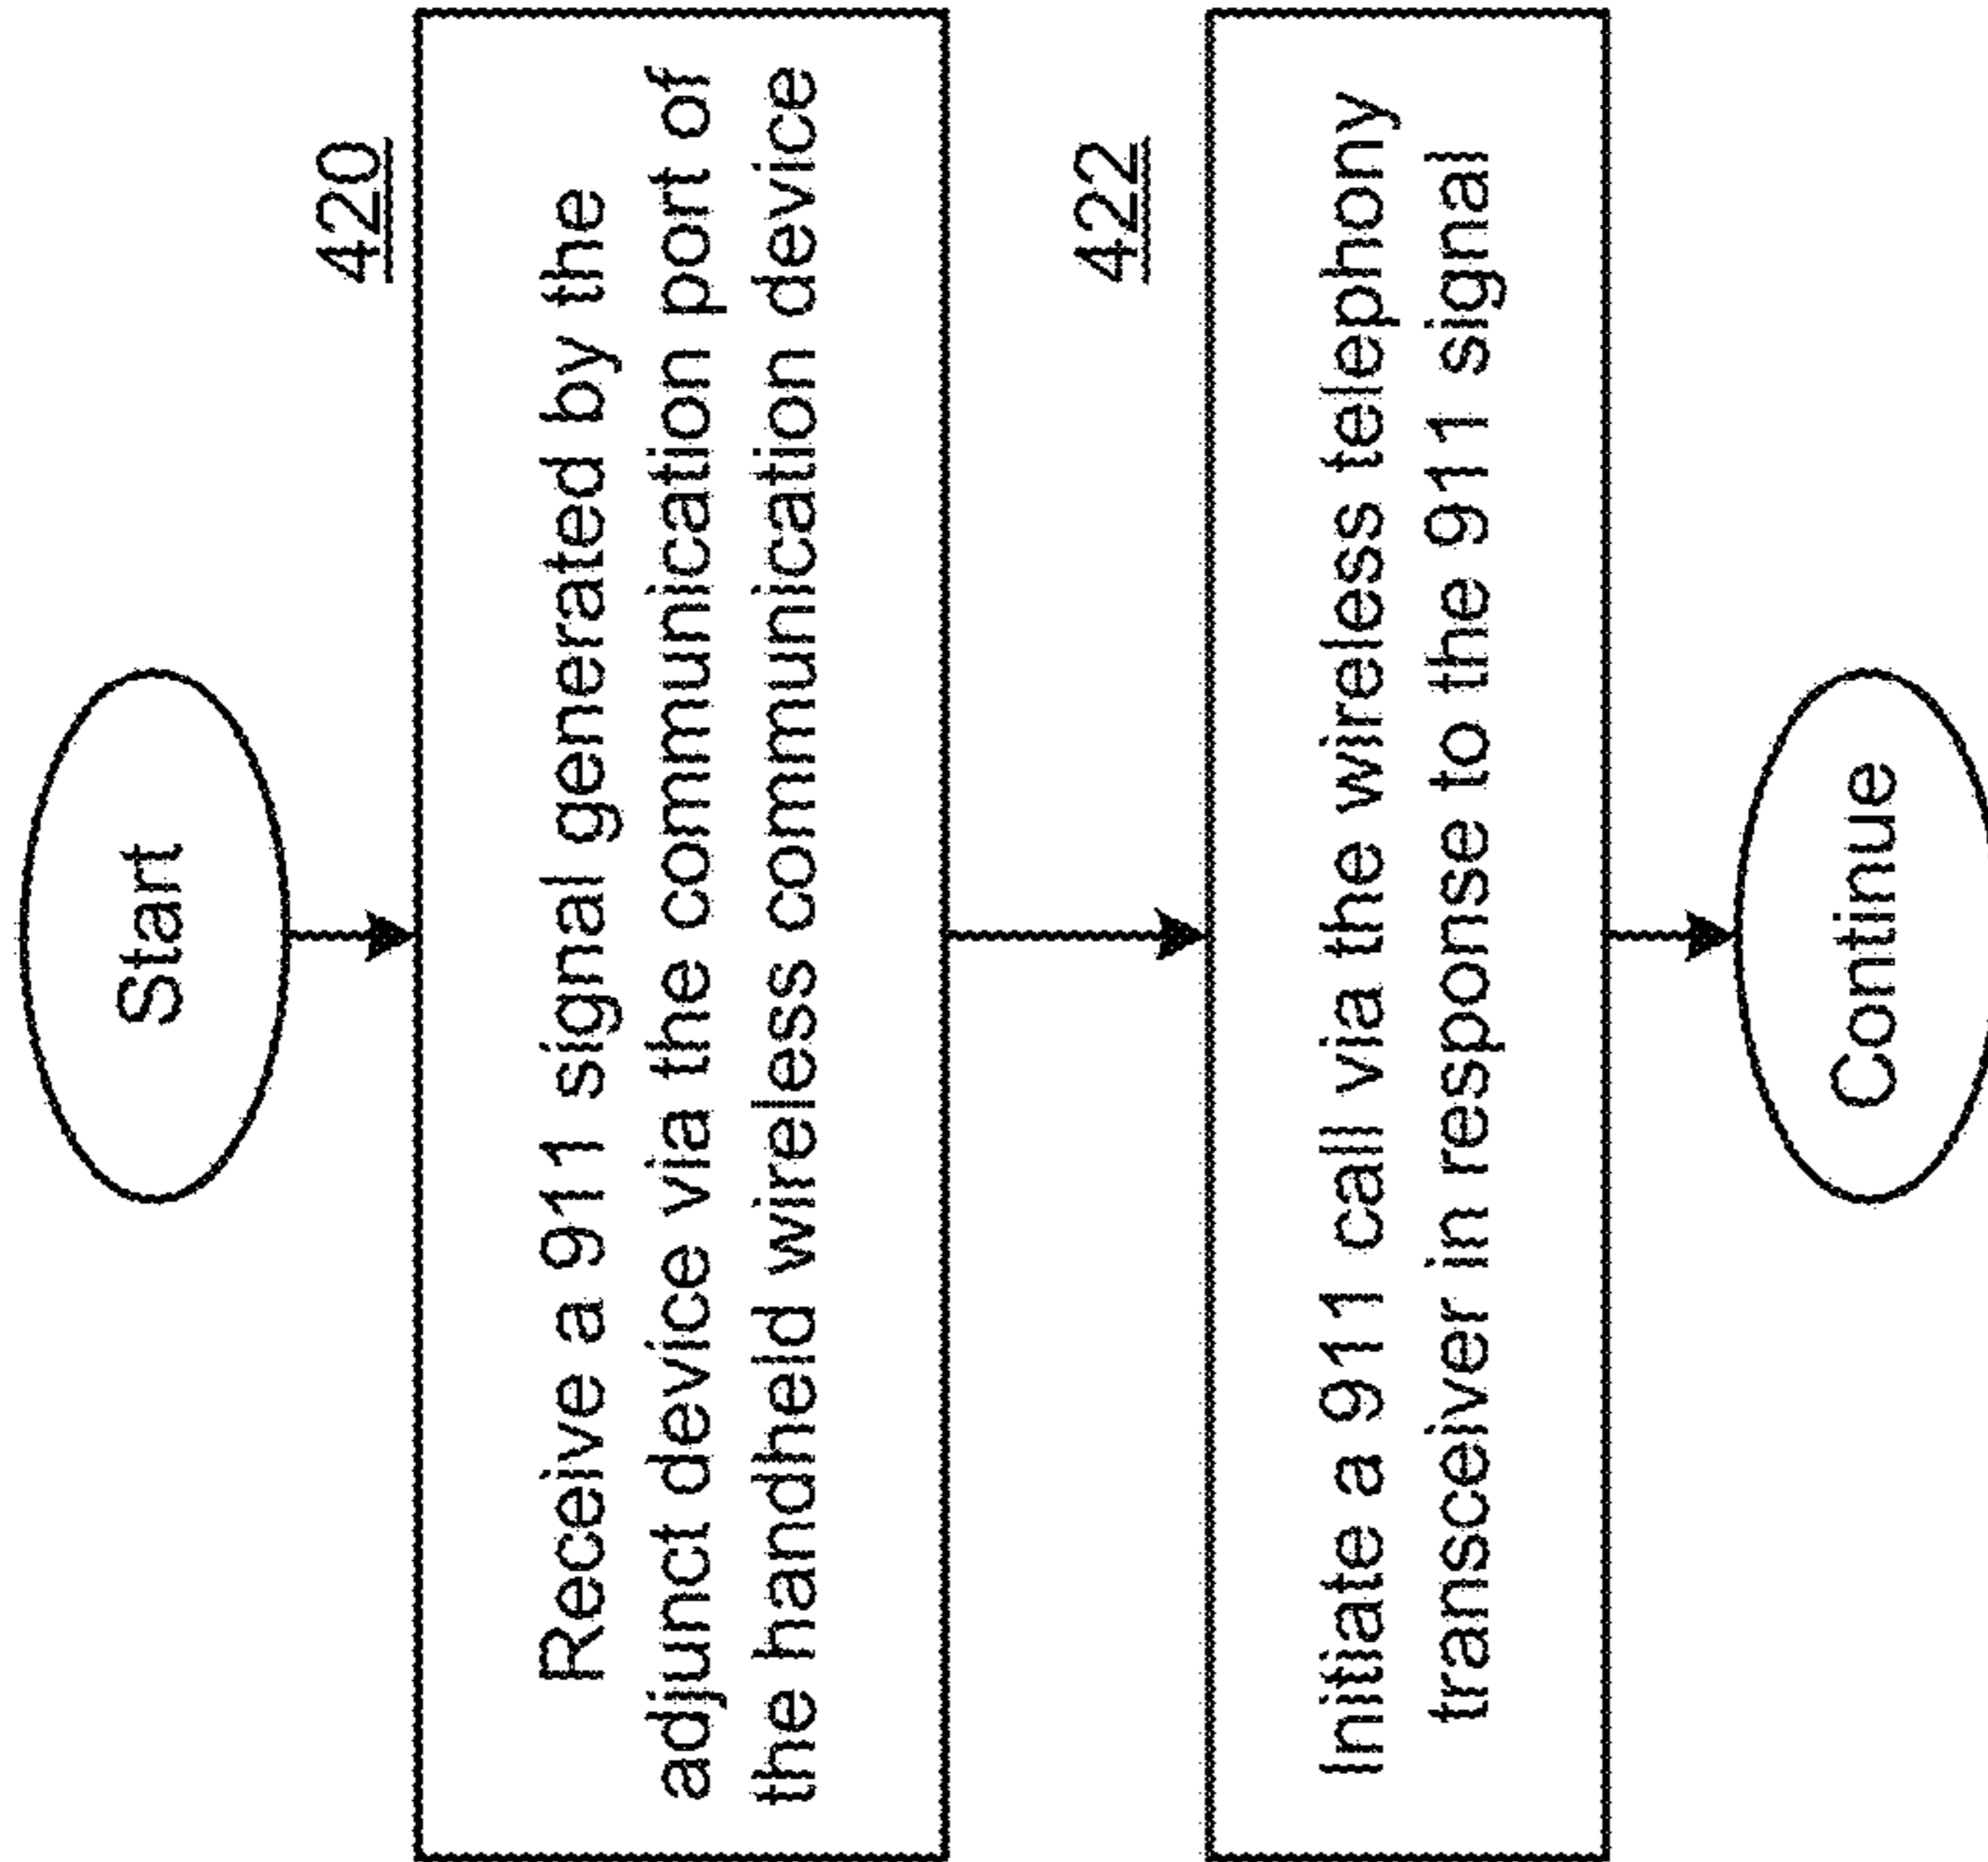 Start
420
Receive a 911 signal generated by the
adjunct device via the communication port of
the handheld wireless communication device
422
Initiate a 911 call via the wireless telephony
transceiver in response to the 911 signal
Continue